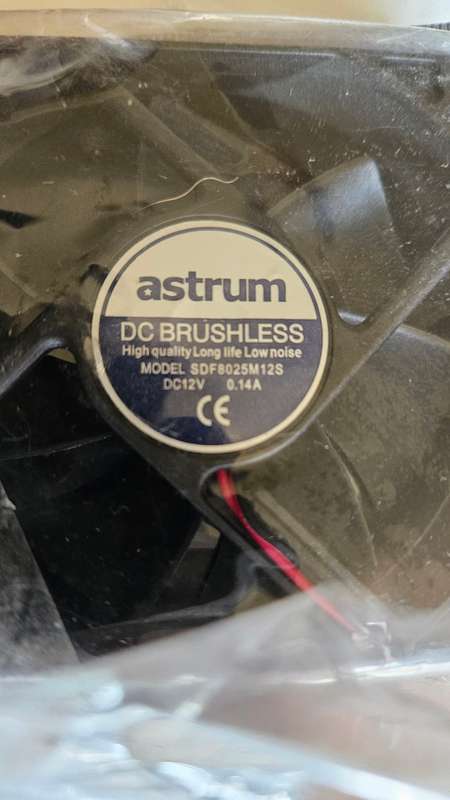 astrum
DC BRUSHLESS
High quality Long life Low noise
MODEL SDF8025M12S
DC12V 0.14A
CE